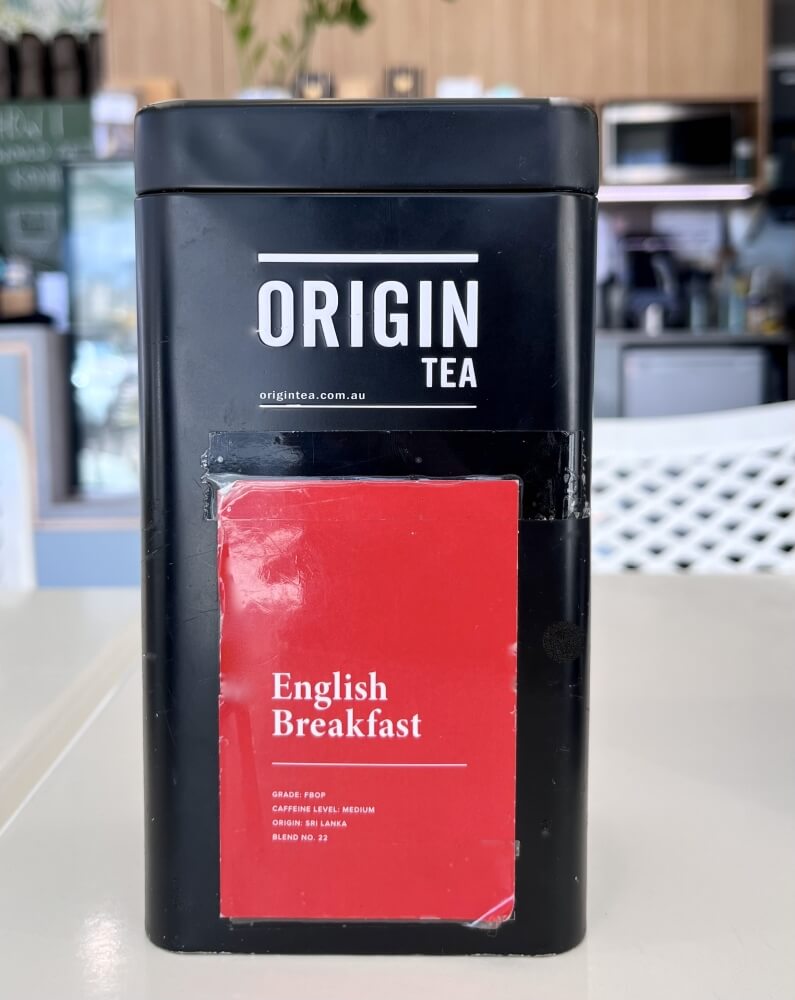 ORIGIN
TEA
origintea.com.au
English
Breakfast
GRADE: FBOP
CAFFEINE LEVEL: MEDIUM
ORIGIN: SRI LANKA
BLEND NO. 22